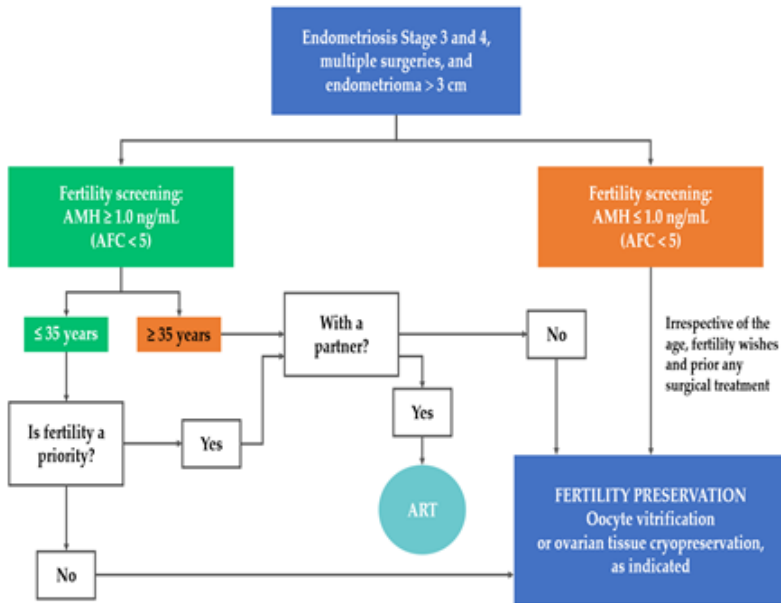 Endometriosis Stage 3 and 4,
multiple surgeries, and
endometrioma > 3 cm
Fertility screening:
AMH ≥ 1.0 ng/mL
(AFC < 5)
Fertility screening:
AMH ≤ 1.0 ng/mL
(AFC < 5)
≤ 35 years
≥ 35 years
With a
partner?
No
Irrespective of the
age, fertility wishes
and prior any
surgical treatment
Is fertility a
priority?
Yes
Yes
ART
FERTILITY PRESERVATION
Oocyte vitrification
or ovarian tissue cryopreservation,
as indicated
No